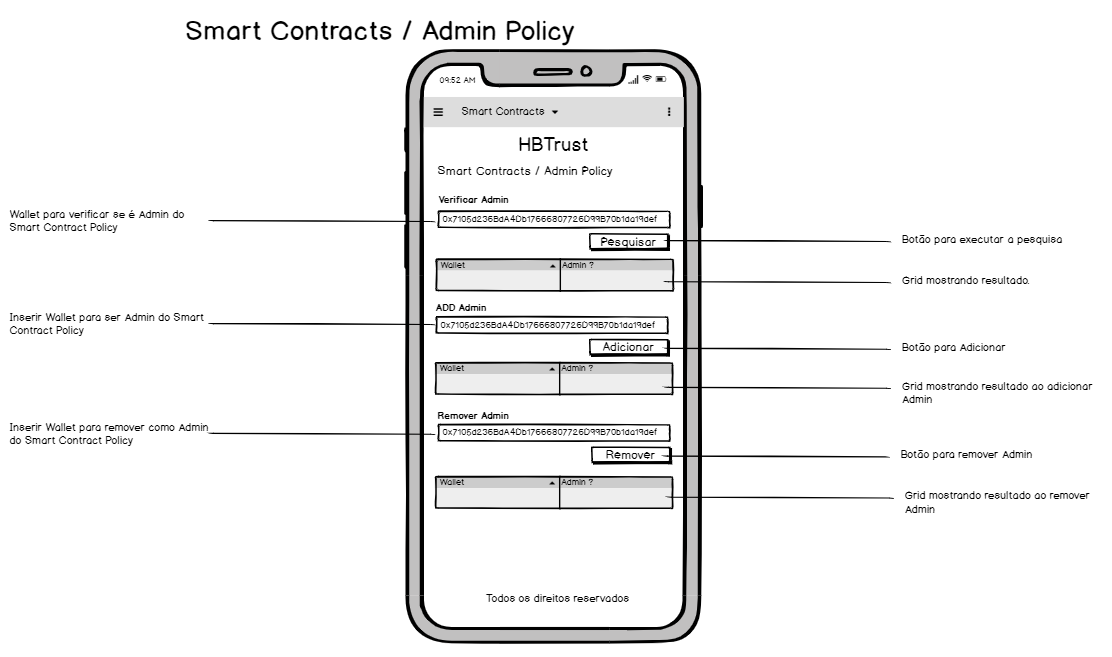 Smart Contracts / Admin Policy
09:52 AM
Smart Contracts
HBTrust
Smart Contracts / Admin Policy
Verificar Admin
Wallet para verificar se é Admin do
Smart Contract Policy
0x7105d236BdA4Db17666807726D99B70b1da19def
Pesquisar
Botão para executar a pesquisa
Wallet
Admin ?
Grid mostrando resultado.
ADD Admin
Inserir Wallet para ser Admin do Smart
Contract Policy
0x7105d236BdA4Db17666807726D99B70b1da19def
Adicionar
Botão para Adicionar
Wallet
Admin ?
Grid mostrando resultado ao adicionar
Admin
Remover Admin
Inserir Wallet para remover como Admin
do Smart Contract Policy
0x7105d236BdA4Db17666807726D99B70b1da19def
Remover
Botão para remover Admin
Wallet
Admin ?
Grid mostrando resultado ao remover
Admin
Todos os direitos reservados